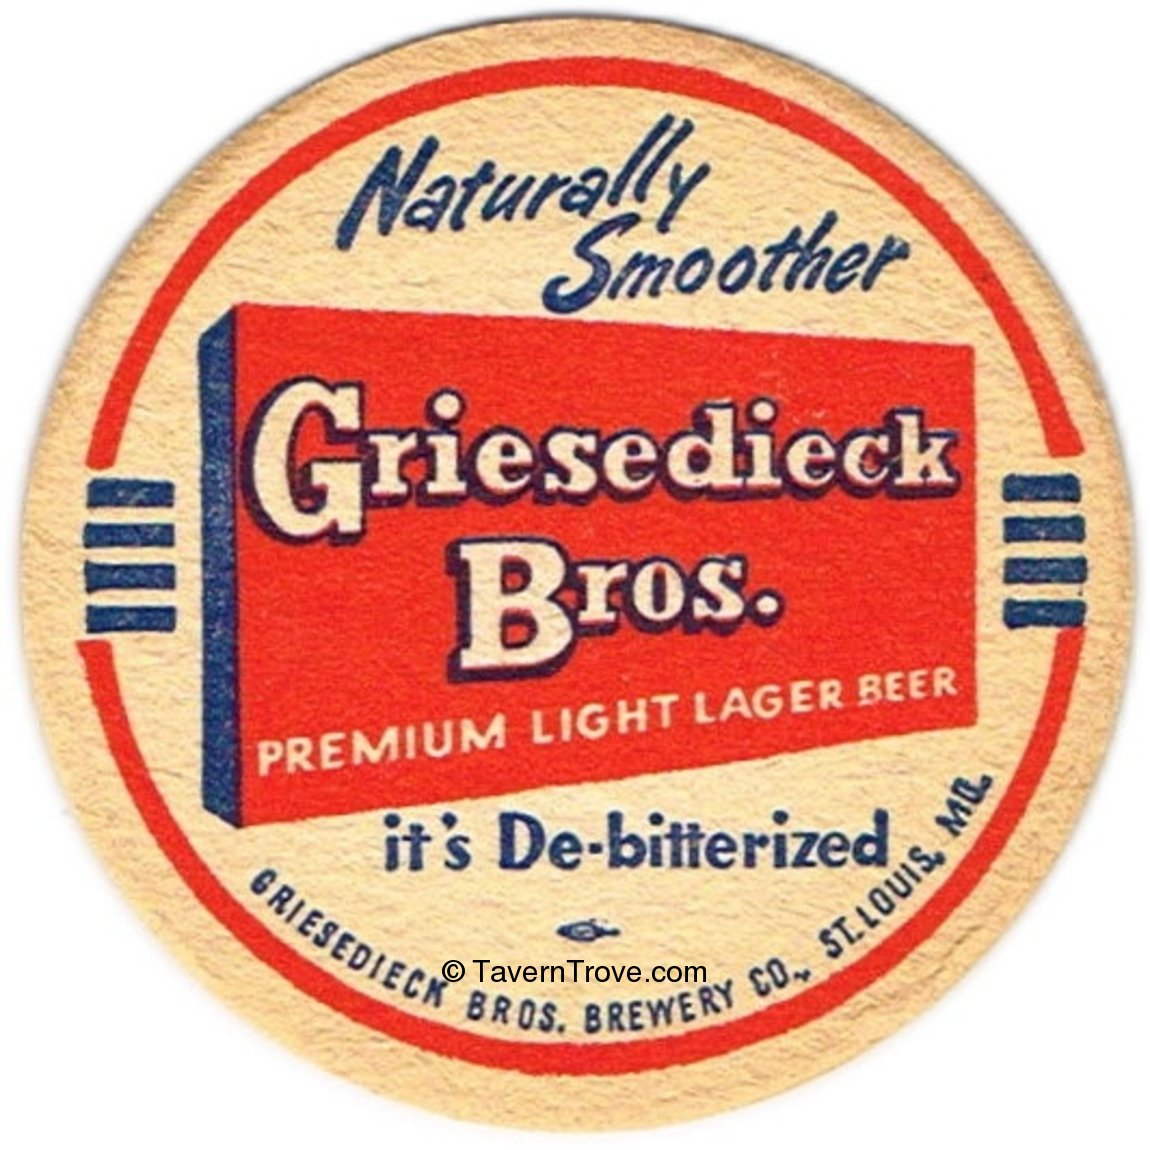 Naturally
Smoother
Griesedieck
Bros.
PREMIUM LIGHT LAGER BEER
it's De-bitterized
GRIESEDIECK BROS. BREWERY CO., ST. LOUIS, MO.
© TavernTrove.com